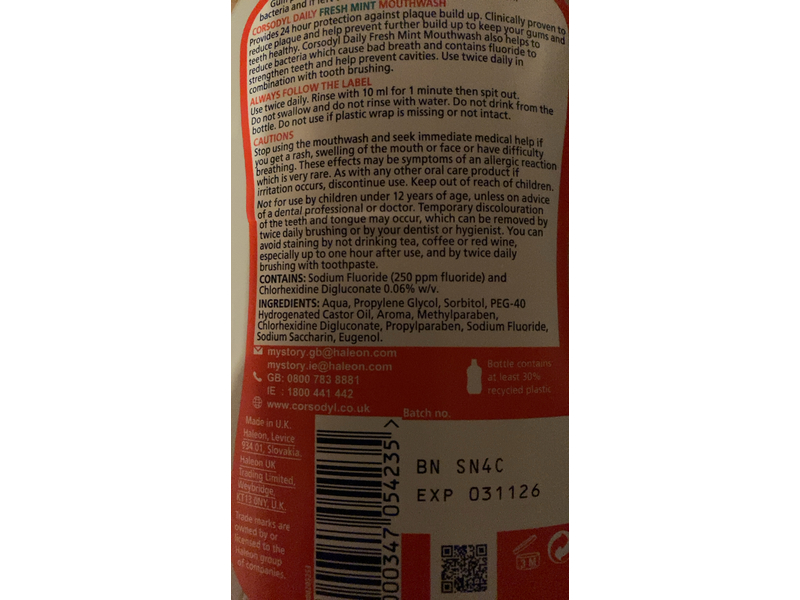 bacteria and if left
CORSODYL DAILY FRESH MINT MOUTHWASH
Provides 24 hour protection against plaque build up. Clinically proven to
reduce plaque and help prevent further build up to keep your gums and
teeth healthy. Corsodyl Daily Fresh Mint Mouthwash also helps to
reduce bacteria which cause bad breath and contains fluoride to
strengthen teeth and help prevent cavities. Use twice daily in
combination with tooth brushing.
ALWAYS FOLLOW THE LABEL
Use twice daily. Rinse with 10 ml for 1 minute then spit out.
Do not swallow and do not rinse with water. Do not drink from the
bottle. Do not use if plastic wrap is missing or not intact.
CAUTIONS
Stop using the mouthwash and seek immediate medical help if
you get a rash, swelling of the mouth or face or have difficulty
breathing. These effects may be symptoms of an allergic reaction
which is very rare. As with any other oral care product if
irritation occurs, discontinue use. Keep out of reach of children.
Not for use by children under 12 years of age, unless on advice
of a dental professional or doctor. Temporary discolouration
of the teeth and tongue may occur, which can be removed by
twice daily brushing or by your dentist or hygienist. You can
avoid staining by not drinking tea, coffee or red wine,
especially up to one hour after use, and by twice daily
brushing with toothpaste.
CONTAINS: Sodium Fluoride (250 ppm fluoride) and
Chlorhexidine Digluconate 0.06% w/v.
INGREDIENTS: Aqua, Propylene Glycol, Sorbitol, PEG-40
Hydrogenated Castor Oil, Aroma, Methylparaben,
Chlorhexidine Digluconate, Propylparaben, Sodium Fluoride,
Sodium Saccharin, Eugenol.
mystory.gb@haleon.com
mystory.ie@haleon.com
GB: 0800 783 8881
IE : 1800 441 442
www.corsodyl.co.uk
Bottle contains
at least 30%
recycled plastic
Batch no.
Made in U.K.
Haleon, Levice
934 01, Slovakia.
Haleon UK
Trading Limited,
Weybridge,
KT13 0NY, U.K.
Trade marks are
owned by or
licensed to the
Haleon group
of companies.
BN SN4C
EXP 031126
000347 054235 >
NC